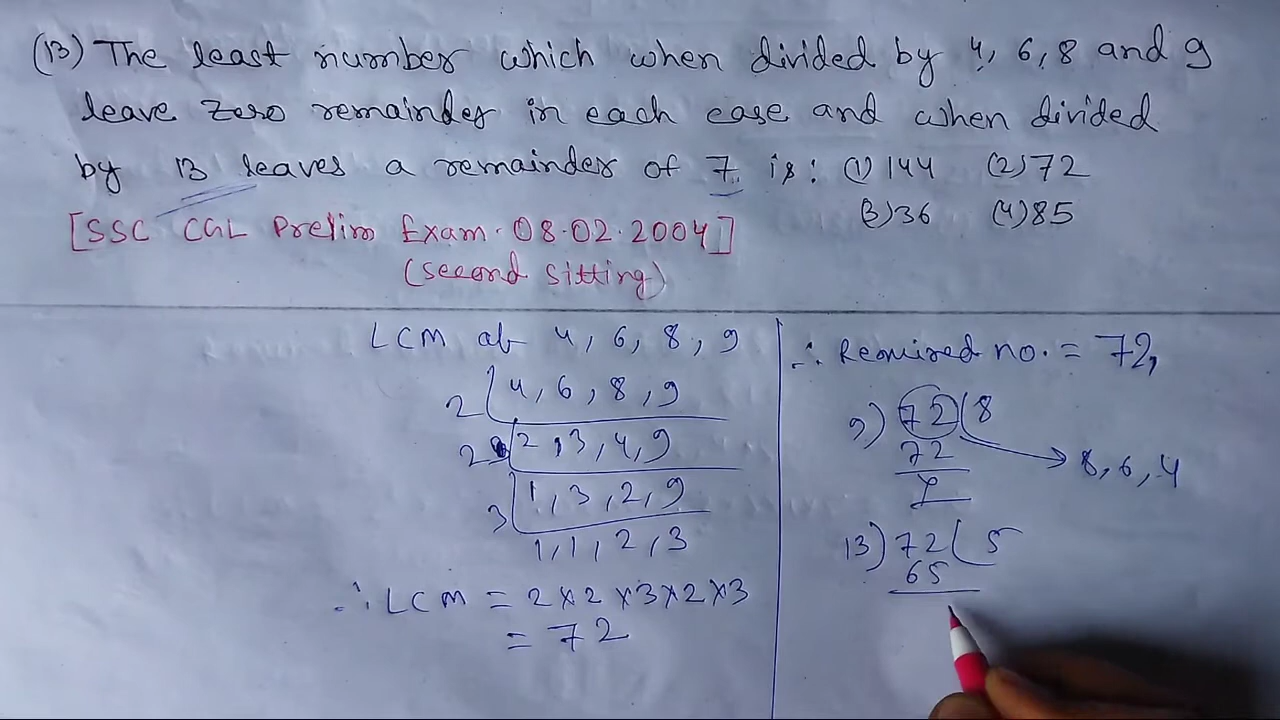 (13) The least number which when divided by 4, 6, 8 and 9
leave zero remainder in each case and when divided
by 13 leaves a remainder of 7 is: (1) 144 (2) 72
(3) 36 (4) 85
[SSC CGL Prelim Exam. 08.02.2004]
(second sitting)
LCM of 4, 6, 8, 9
2 4, 6, 8, 9
2 2, 3, 4, 9
3 1, 3, 2, 9
1, 1, 2, 3
∴ LCM = 2×2×3×2×3
= 72
∴ Required no. = 72,
9) 72 (8
72
→ 8, 6, 4
13) 72 ( 5
65